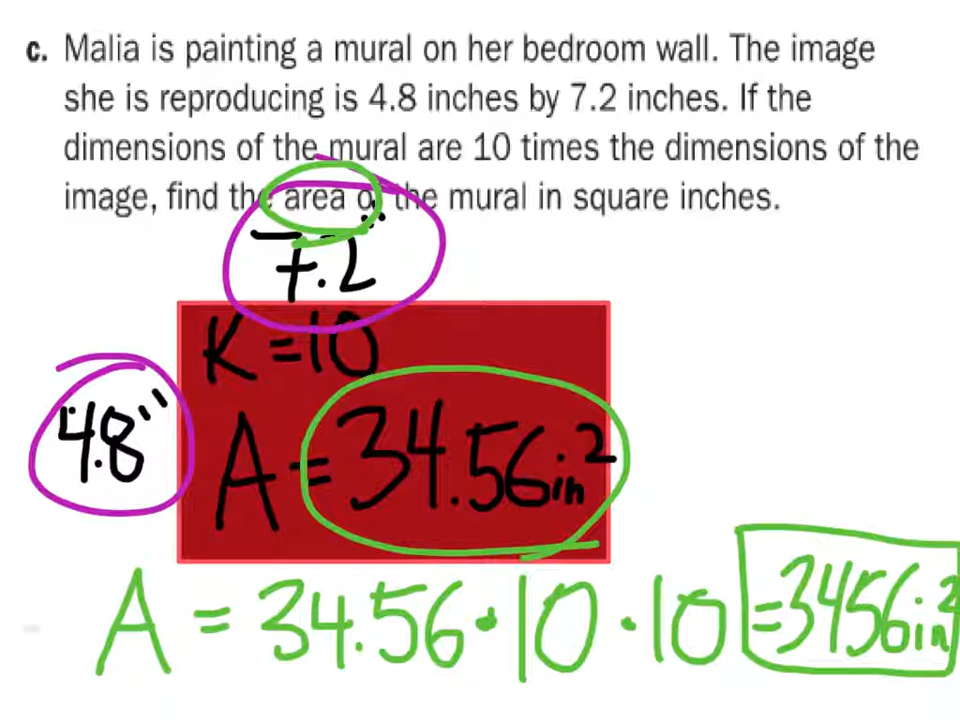 c. Malia is painting a mural on her bedroom wall. The image
she is reproducing is 4.8 inches by 7.2 inches. If the
dimensions of the mural are 10 times the dimensions of the
image, find the area of the mural in square inches.
7.2"
K = 10
4.8"
A = 34.56 in²
A = 34.56 • 10 • 10 = 3456 in²